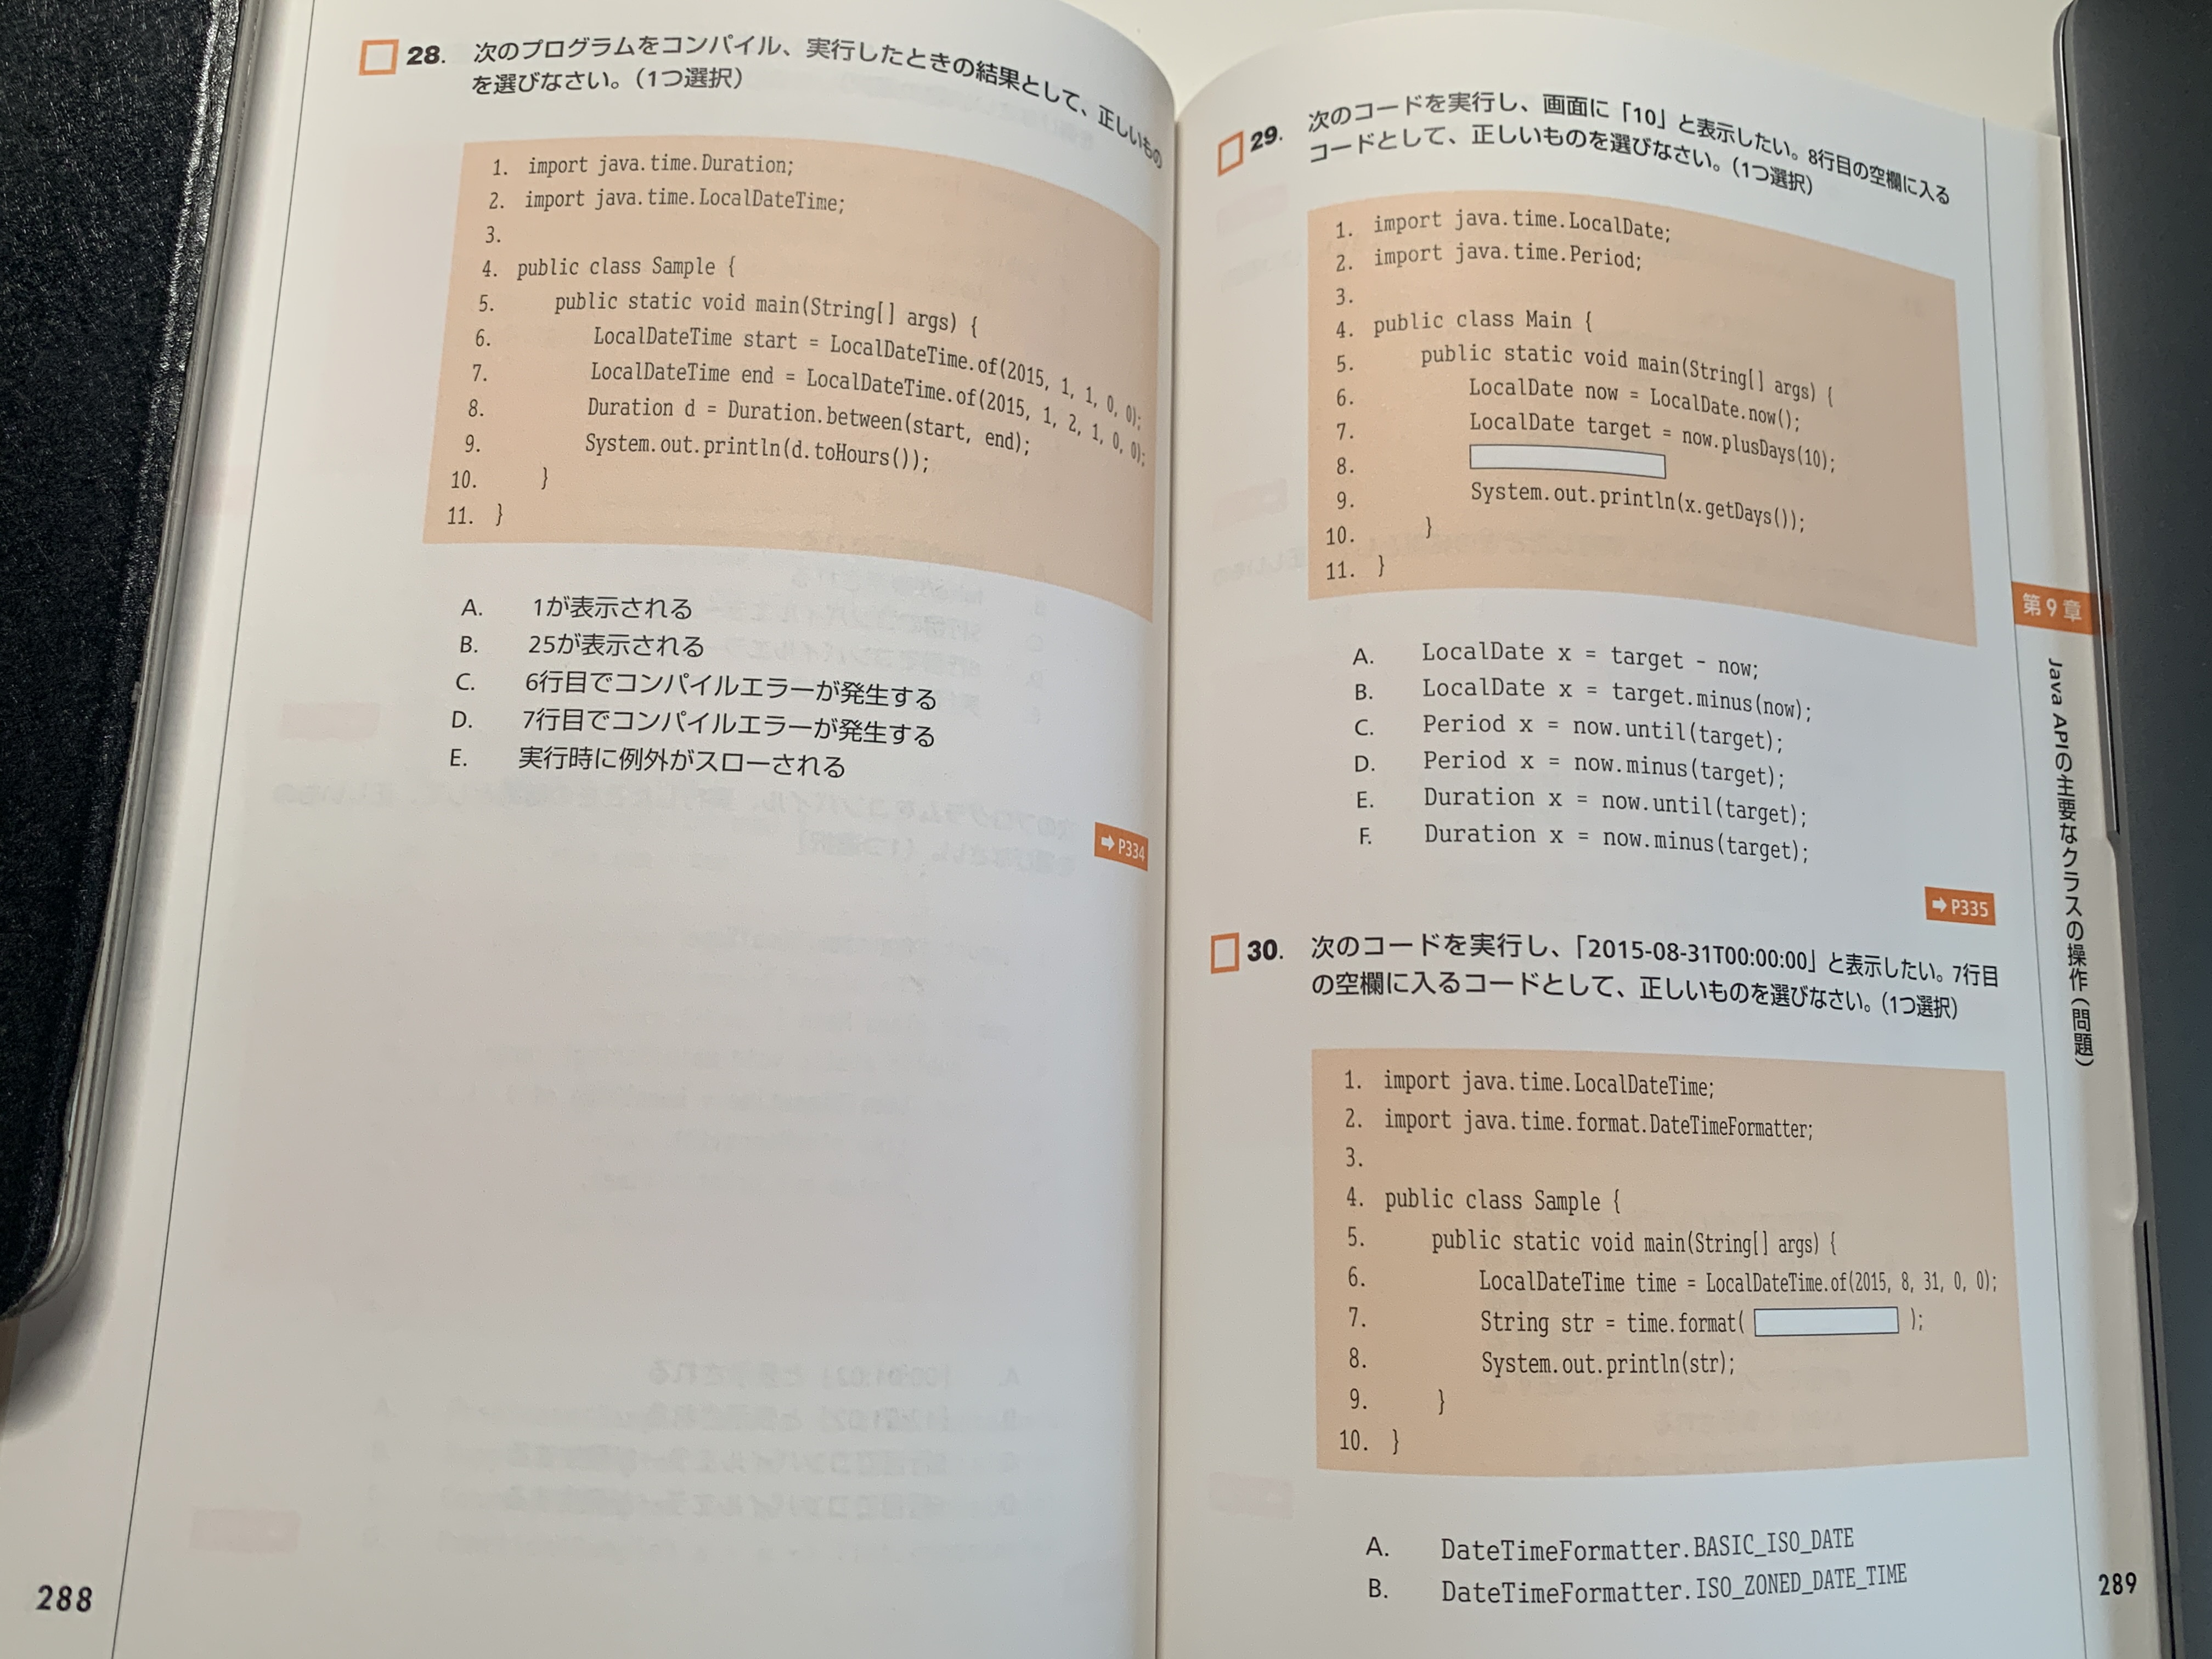 28. 次のプログラムをコンパイル、実行したときの結果として、正しいもの
を選びなさい。（1つ選択）
1. import java.time.Duration;
2. import java.time.LocalDateTime;
3.
4. public class Sample {
5. public static void main(String[] args) {
6. LocalDateTime start = LocalDateTime.of(2015, 1, 1, 0, 0);
7. LocalDateTime end = LocalDateTime.of(2015, 1, 2, 1, 0, 0);
8. Duration d = Duration.between(start, end);
9. System.out.println(d.toHours());
10. }
11. }
A. 1が表示される
B. 25が表示される
C. 6行目でコンパイルエラーが発生する
D. 7行目でコンパイルエラーが発生する
E. 実行時に例外がスローされる
➡P334
288
29. 次のコードを実行し、画面に「10」と表示したい。8行目の空欄に入る
コードとして、正しいものを選びなさい。（1つ選択）
1. import java.time.LocalDate;
2. import java.time.Period;
3.
4. public class Main {
5. public static void main(String[] args) {
6. LocalDate now = LocalDate.now();
7. LocalDate target = now.plusDays(10);
8.
9. System.out.println(x.getDays());
10. }
11. }
A. LocalDate x = target - now;
B. LocalDate x = target.minus(now);
C. Period x = now.until(target);
D. Period x = now.minus(target);
E. Duration x = now.until(target);
F. Duration x = now.minus(target);
➡P335
30. 次のコードを実行し、「2015-08-31T00:00:00」と表示したい。7行目
の空欄に入るコードとして、正しいものを選びなさい。（1つ選択）
1. import java.time.LocalDateTime;
2. import java.time.format.DateTimeFormatter;
3.
4. public class Sample {
5. public static void main(String[] args) {
6. LocalDateTime time = LocalDateTime.of(2015, 8, 31, 0, 0);
7. String str = time.format( );
8. System.out.println(str);
9. }
10. }
A. DateTimeFormatter.BASIC_ISO_DATE
B. DateTimeFormatter.ISO_ZONED_DATE_TIME
第9章
Java APIの主要なクラスの操作（問題）
289